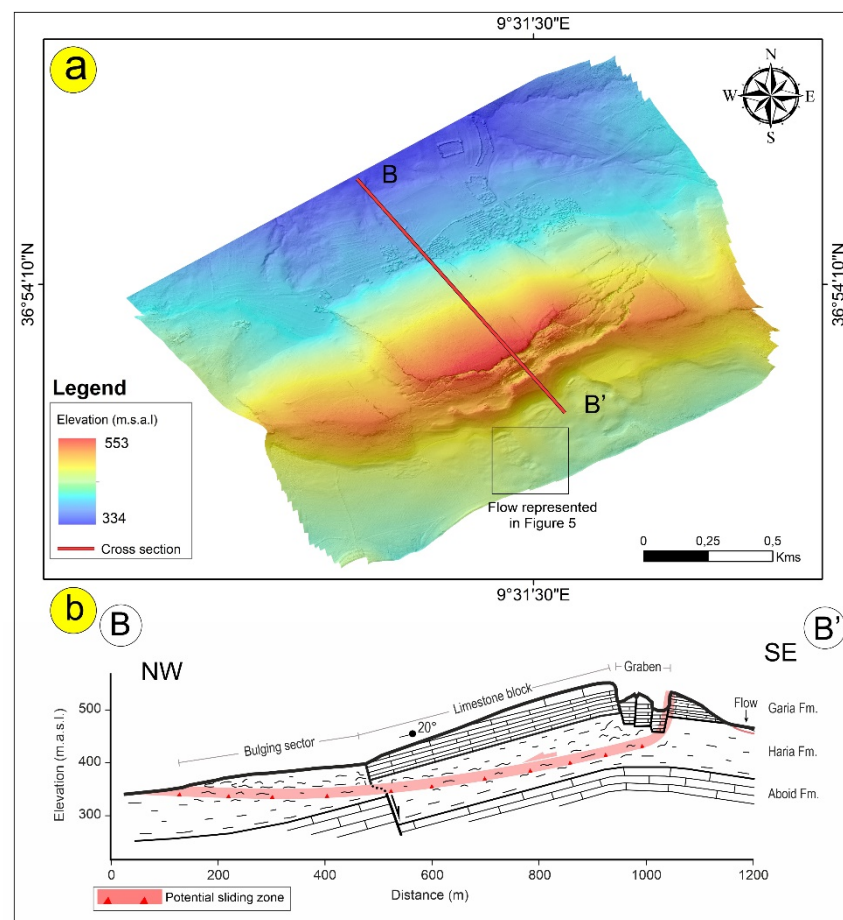 9°31'30"E
a
N
W E
S
B
36°54'10"N
36°54'10"N
B'
Legend
Elevation (m.s.a.l)
553
334
Cross section
Flow represented
in Figure 5
0 0,25 0,5
Kms
9°31'30"E
b
B
B'
NW
SE
Graben
Limestone block
Flow
500
Garia Fm.
20°
Bulging sector
Elevation (m.a.s.l.)
400
Haria Fm.
Aboid Fm.
300
0 200 400 600 800 1000 1200
Distance (m)
Potential sliding zone